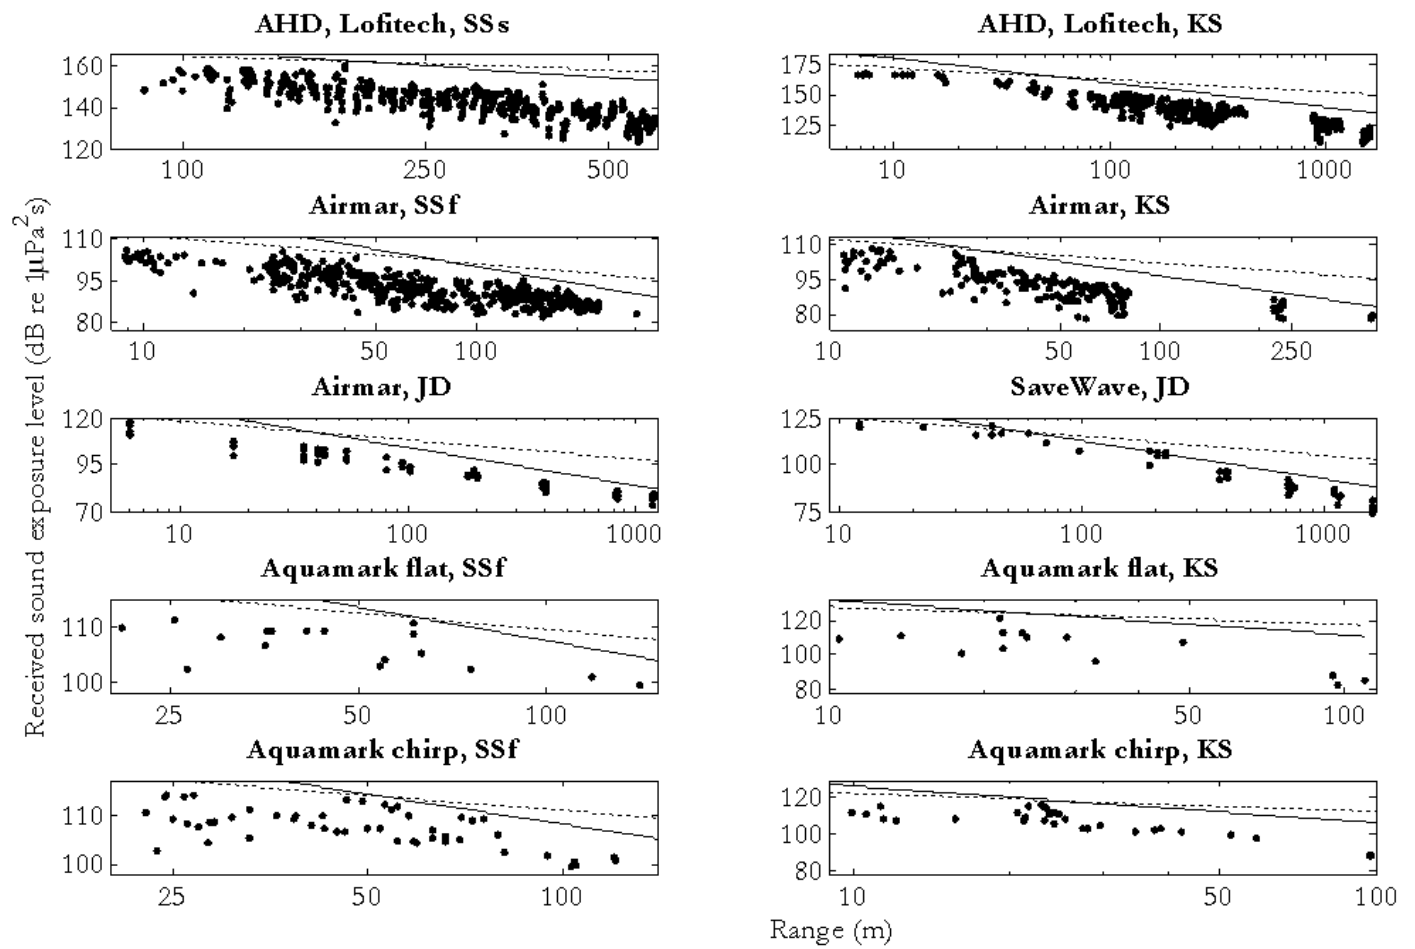 AHD, Lofitech, SSs
160
140
120
100 250 500
AHD, Lofitech, KS
175
150
125
10 100 1000
Airmar, SSf
110
95
80
10 50 100
Airmar, KS
110
95
80
10 50 100 250
Airmar, JD
120
95
70
10 100 1000
SaveWave, JD
125
100
75
10 100 1000
Aquamark flat, SSf
110
100
25 50 100
Aquamark flat, KS
120
100
80
10 50 100
Aquamark chirp, SSf
110
100
25 50 100
Aquamark chirp, KS
120
100
80
10 50 100
Received sound exposure level (dB re 1µPa²s)
Range (m)